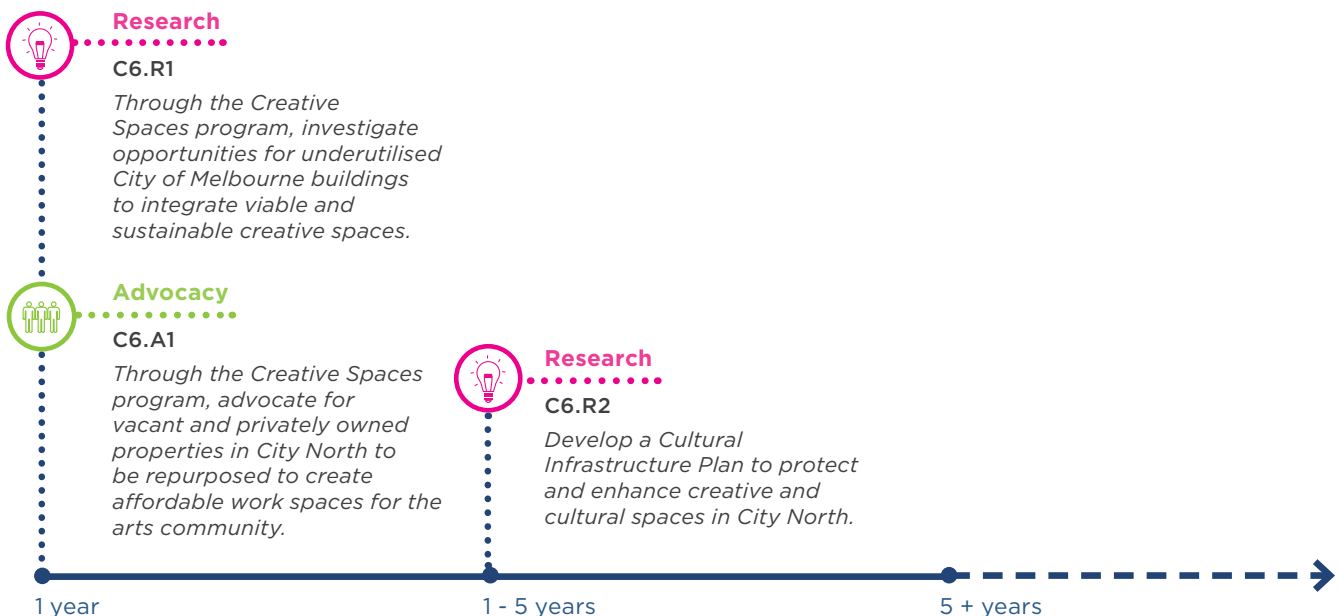 Research
C6.R1
Through the Creative
Spaces program, investigate
opportunities for underutilised
City of Melbourne buildings
to integrate viable and
sustainable creative spaces.
Advocacy
C6.A1
Through the Creative Spaces
program, advocate for
vacant and privately owned
properties in City North to
be repurposed to create
affordable work spaces for the
arts community.
Research
C6.R2
Develop a Cultural
Infrastructure Plan to protect
and enhance creative and
cultural spaces in City North.
1 year
1 - 5 years
5 + years